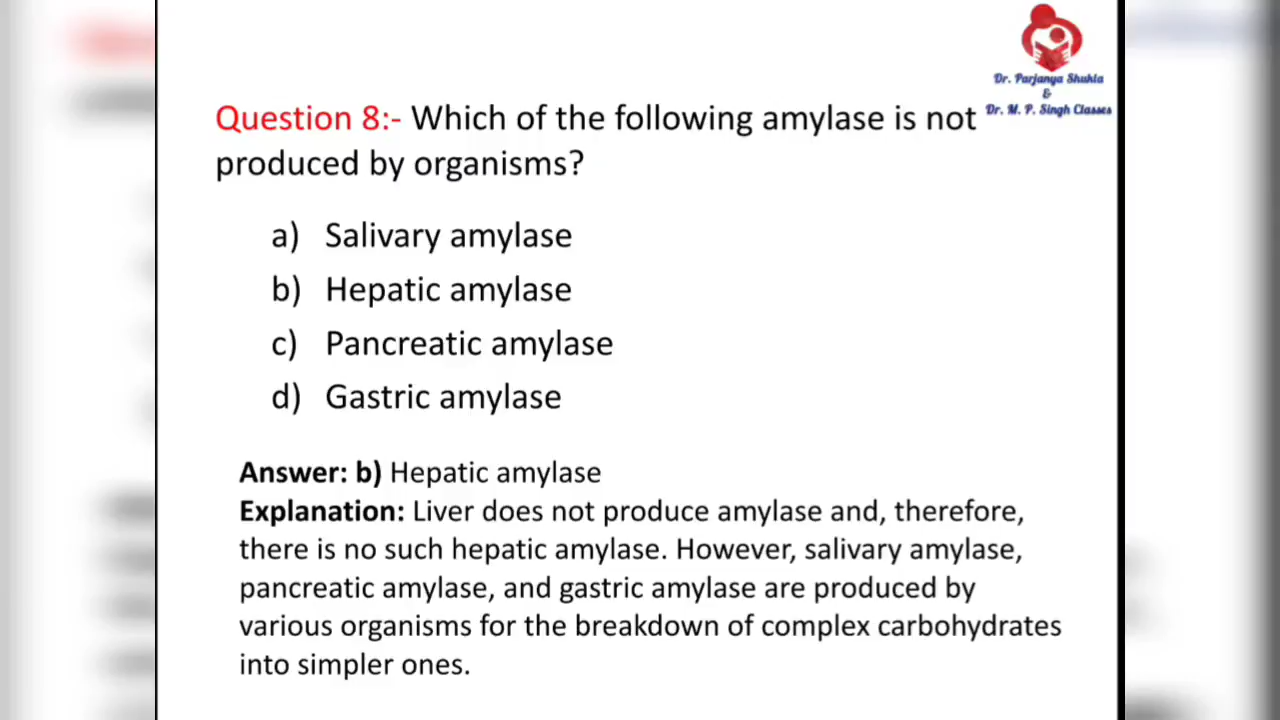 Dr. Parjanya Shukla
&
Dr. M. P. Singh Classes
Question 8:- Which of the following amylase is not
produced by organisms?
a) Salivary amylase
b) Hepatic amylase
c) Pancreatic amylase
d) Gastric amylase
Answer: b) Hepatic amylase
Explanation: Liver does not produce amylase and, therefore,
there is no such hepatic amylase. However, salivary amylase,
pancreatic amylase, and gastric amylase are produced by
various organisms for the breakdown of complex carbohydrates
into simpler ones.